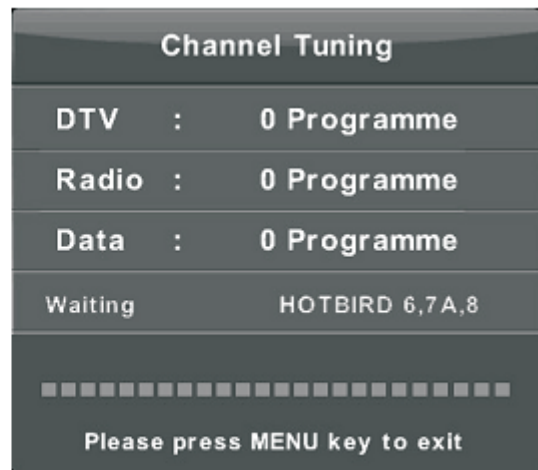 Channel Tuning
DTV : 0 Programme
Radio : 0 Programme
Data : 0 Programme
Waiting HOTBIRD 6,7A,8
Please press MENU key to exit